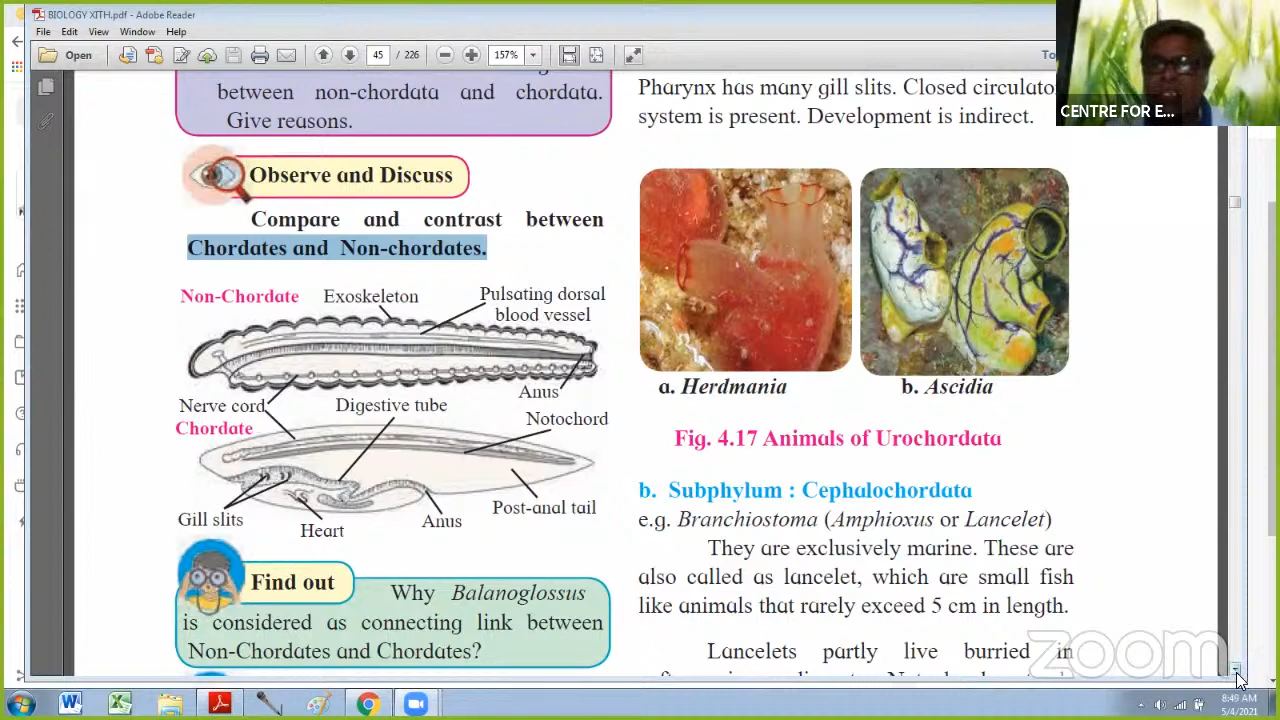 BIOLOGY XITH.pdf - Adobe Reader
File Edit View Window Help
Open 45 / 226 157%
CENTRE FOR E...
between non-chordata and chordata.
Give reasons.
Observe and Discuss
Compare and contrast between
Chordates and Non-chordates.
Non-Chordate
Exoskeleton
Pulsating dorsal
blood vessel
Anus
Nerve cord
Digestive tube
Notochord
Chordate
Gill slits
Heart
Anus
Post-anal tail
Find out
Why Balanoglossus
is considered as connecting link between
Non-Chordates and Chordates?
Pharynx has many gill slits. Closed
system is present. Development is indirect.
a. Herdmania
b. Ascidia
Fig. 4.17 Animals of Urochordata
b. Subphylum : Cephalochordata
e.g. Branchiostoma (Amphioxus or Lancelet)
They are exclusively marine. These are
also called as lancelet, which are small fish
like animals that rarely exceed 5 cm in length.
Lancelets partly live burried in
zoom
8:49 AM
5/4/2021